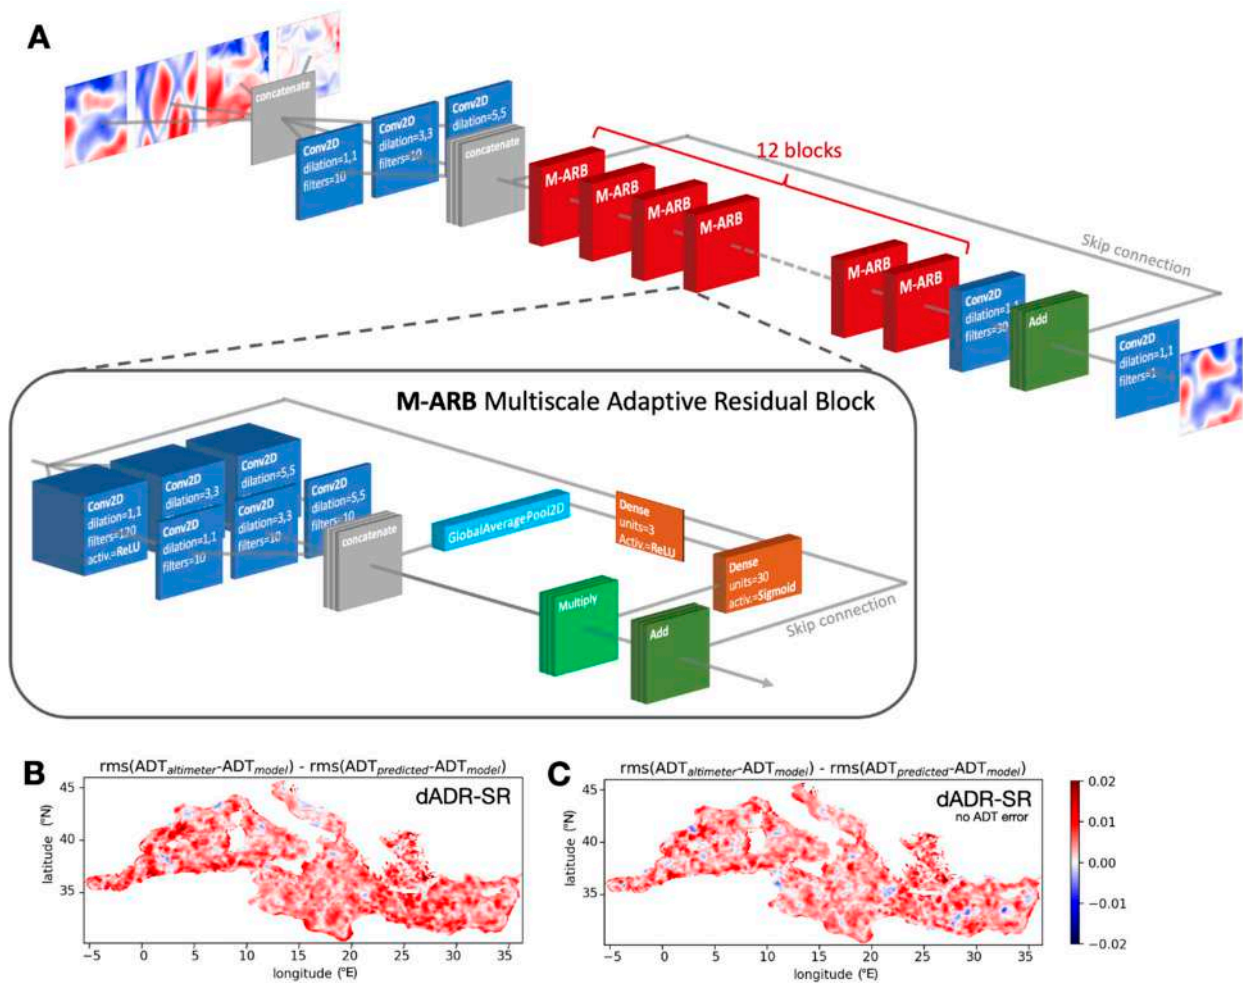 A
concatenate
Conv2D
dilation=1,1
filters=10
Conv2D
dilation=3,3
filters=10
Conv2D
dilation=5,5
concatenate
12 blocks
M-ARB
M-ARB
M-ARB
M-ARB
M-ARB
M-ARB
Skip connection
Conv2D
dilation=1,1
filters=30
Add
Conv2D
dilation=1,1
filters=1
M-ARB Multiscale Adaptive Residual Block
Conv2D
dilation=1,1
filters=120
activ.=ReLU
Conv2D
dilation=3,3
Conv2D
dilation=5,5
Conv2D
dilation=1,1
filters=10
Conv2D
dilation=3,3
filters=10
Conv2D
dilation=5,5
filters=10
concatenate
GlobalAveragePool2D
Dense
units=3
Activ.=ReLU
Dense
units=30
activ.=Sigmoid
Multiply
Add
Skip connection
B
rms(ADTaltimeter-ADTmodel) - rms(ADTpredicted-ADTmodel)
dADR-SR
latitude (°N)
45
40
35
−5 0 5 10 15 20 25 30 35
longitude (°E)
C
rms(ADTaltimeter-ADTmodel) - rms(ADTpredicted-ADTmodel)
dADR-SR
no ADT error
latitude (°N)
45
40
35
−5 0 5 10 15 20 25 30 35
longitude (°E)
0.02
0.01
0.00
−0.01
−0.02